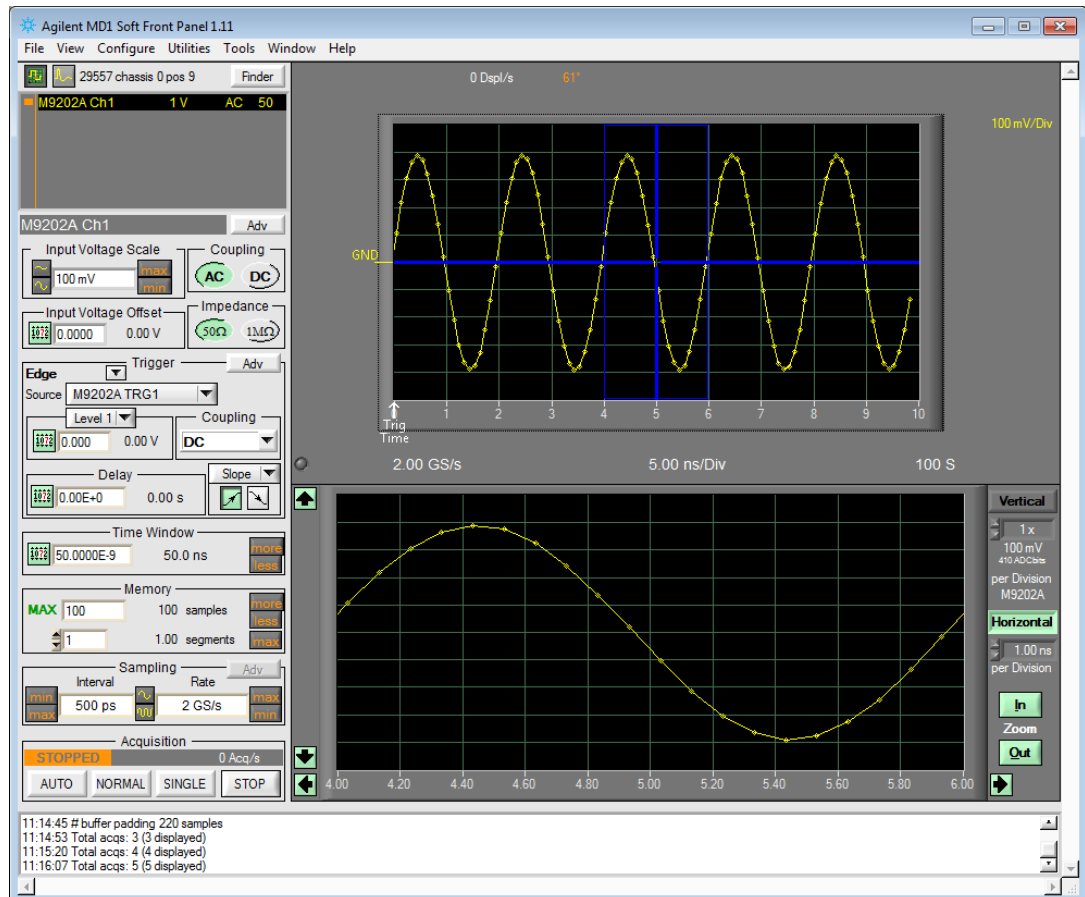 Agilent MD1 Soft Front Panel 1.11
File View Configure Utilities Tools Window Help
29557 chassis 0 pos 9 Finder
M9202A Ch1 1 V AC 50
M9202A Ch1 Adv
Input Voltage Scale
100 mV max
min
Coupling
AC DC
Input Voltage Offset
0.0000 0.00 V
Impedance
50Ω 1MΩ
Trigger Adv
Edge
Source M9202A TRG1
Level 1
0.000 0.00 V
Coupling
DC
Delay
0.00E+0 0.00 s
Slope
Time Window
50.0000E-9 50.0 ns more
less
Memory
MAX 100 100 samples more
less
1 1.00 segments max
Sampling Adv
Interval Rate
min max
max 500 ps 2 GS/s min
Acquisition
STOPPED 0 Acq/s
AUTO NORMAL SINGLE STOP
0 Dspl/s 61°
100 mV/Div
GND
1 2 3 4 5 6 7 8 9 10
Trig
Time
2.00 GS/s 5.00 ns/Div 100 S
4.00 4.20 4.40 4.60 4.80 5.00 5.20 5.40 5.60 5.80 6.00
Vertical
1 x
100 mV
410 ADCbits
per Division
M9202A
Horizontal
1.00 ns
per Division
In
Zoom
Out
11:14:45 # buffer padding 220 samples
11:14:53 Total acqs: 3 (3 displayed)
11:15:20 Total acqs: 4 (4 displayed)
11:16:07 Total acqs: 5 (5 displayed)